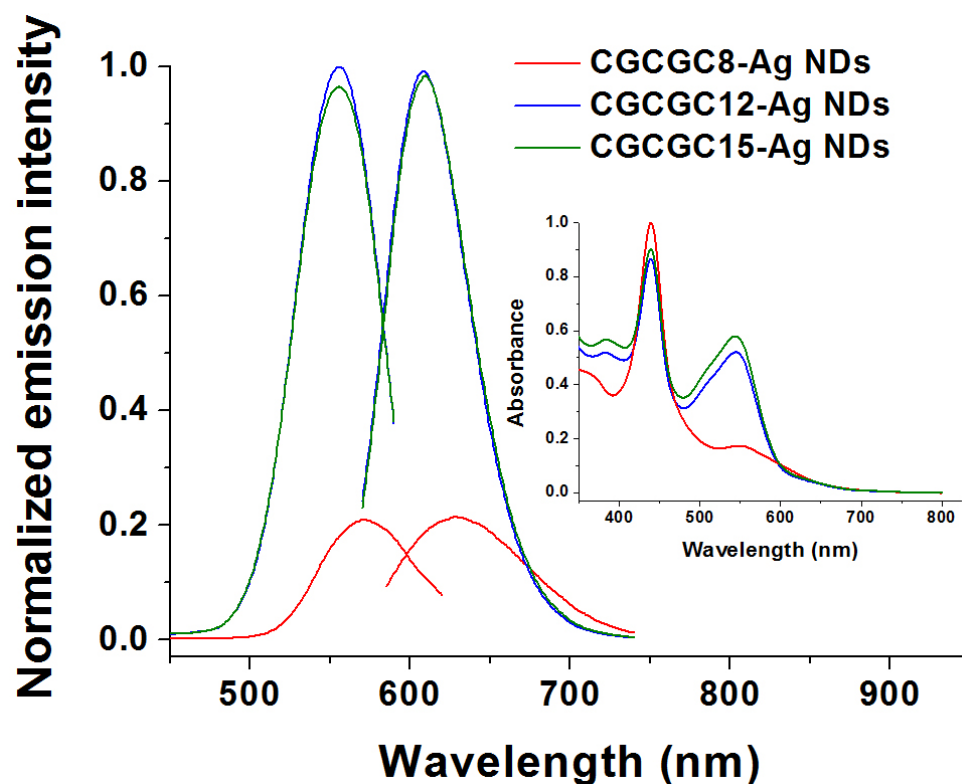 Normalized emission intensity
1.0
0.8
0.6
0.4
0.2
0.0
500 600 700 800 900
Wavelength (nm)
CGCGC8-Ag NDs
CGCGC12-Ag NDs
CGCGC15-Ag NDs
Absorbance
1.0
0.8
0.6
0.4
0.2
0.0
400 500 600 700 800
Wavelength (nm)